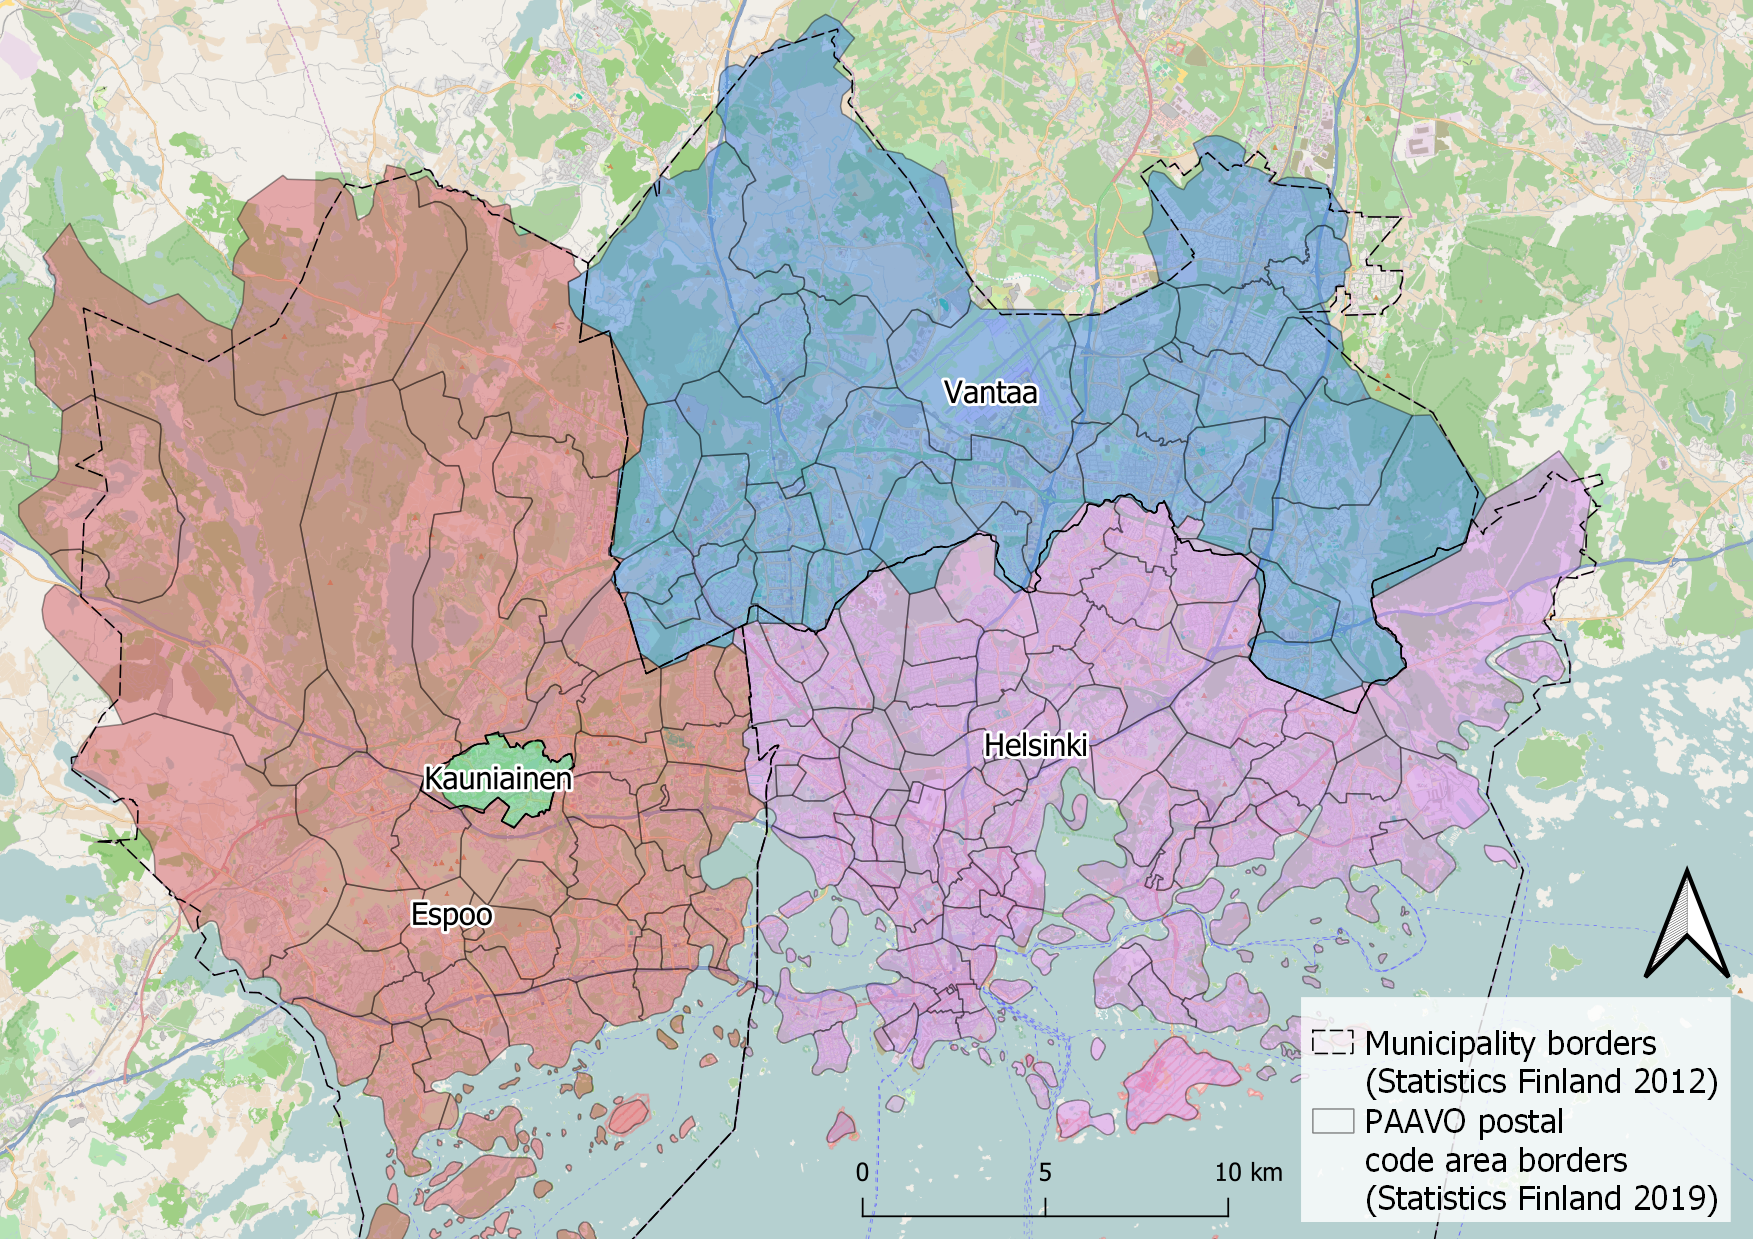 Vantaa
Helsinki
Kauniainen
Espoo
Municipality borders
(Statistics Finland 2012)
PAAVO postal
code area borders
(Statistics Finland 2019)
0 5 10 km